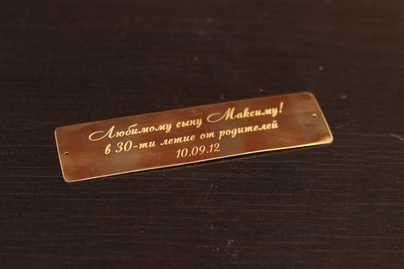 Любимому сыну Максиму!
в 30-ти летие от родителей
10.09.12.